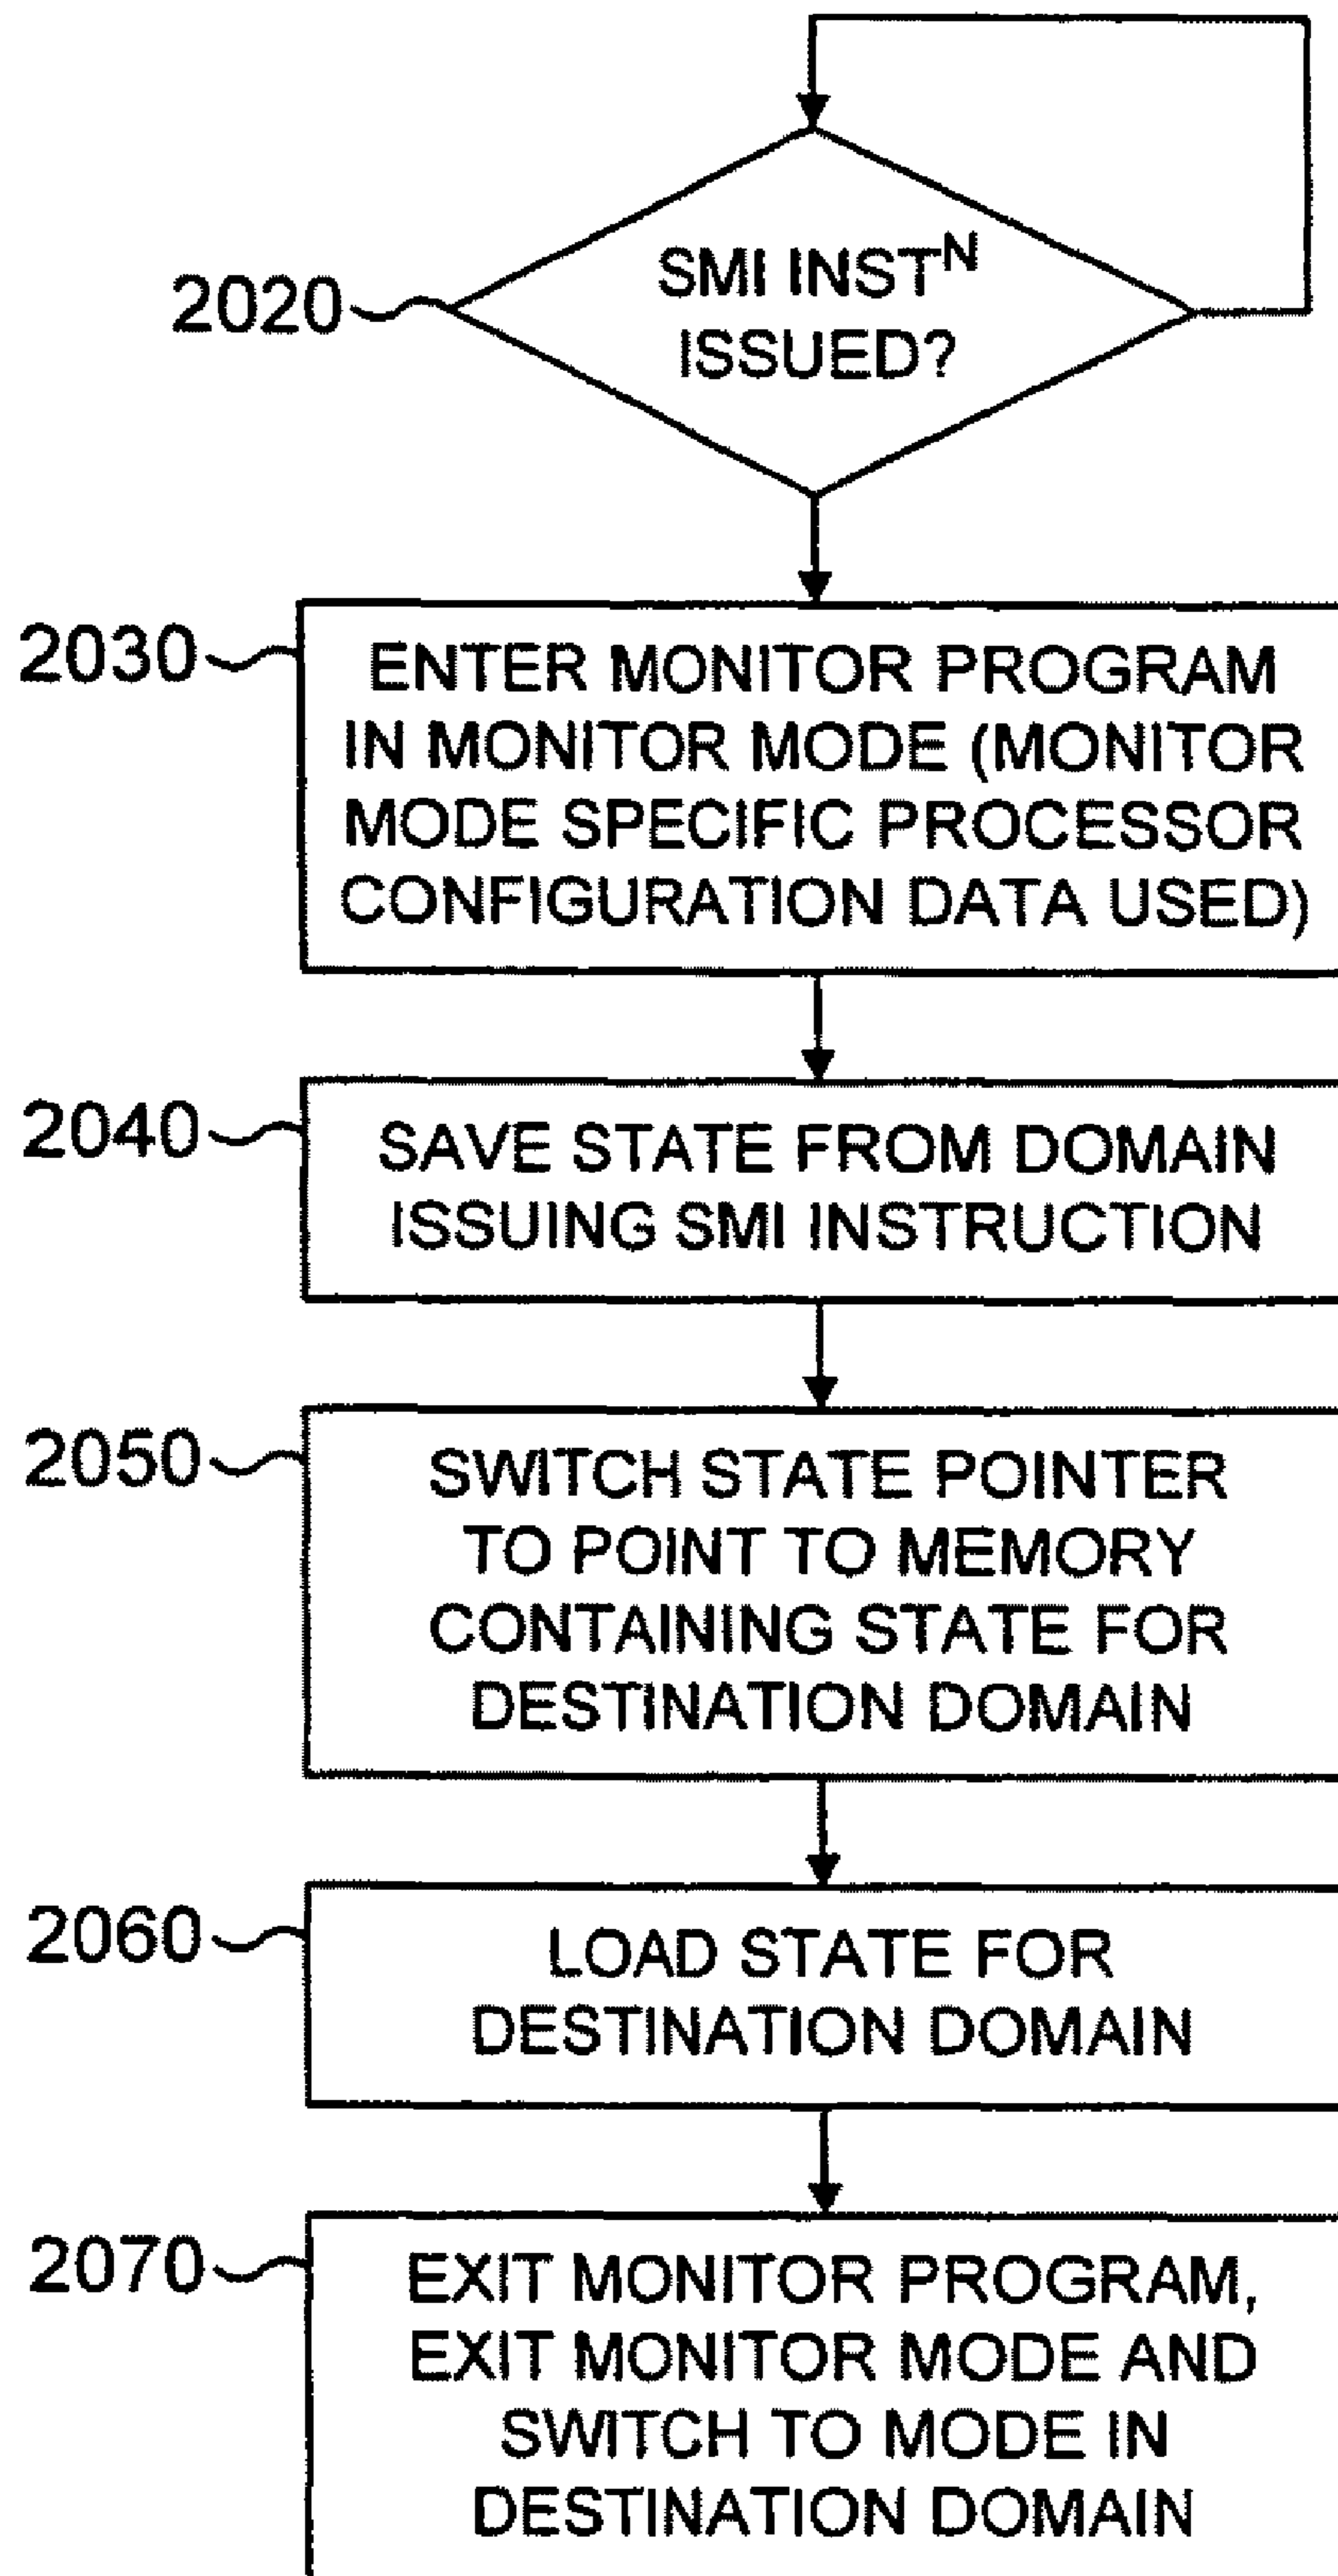 2020
SMI INSTᴺ
ISSUED?
2030
ENTER MONITOR PROGRAM
IN MONITOR MODE (MONITOR
MODE SPECIFIC PROCESSOR
CONFIGURATION DATA USED)
2040
SAVE STATE FROM DOMAIN
ISSUING SMI INSTRUCTION
2050
SWITCH STATE POINTER
TO POINT TO MEMORY
CONTAINING STATE FOR
DESTINATION DOMAIN
2060
LOAD STATE FOR
DESTINATION DOMAIN
2070
EXIT MONITOR PROGRAM,
EXIT MONITOR MODE AND
SWITCH TO MODE IN
DESTINATION DOMAIN